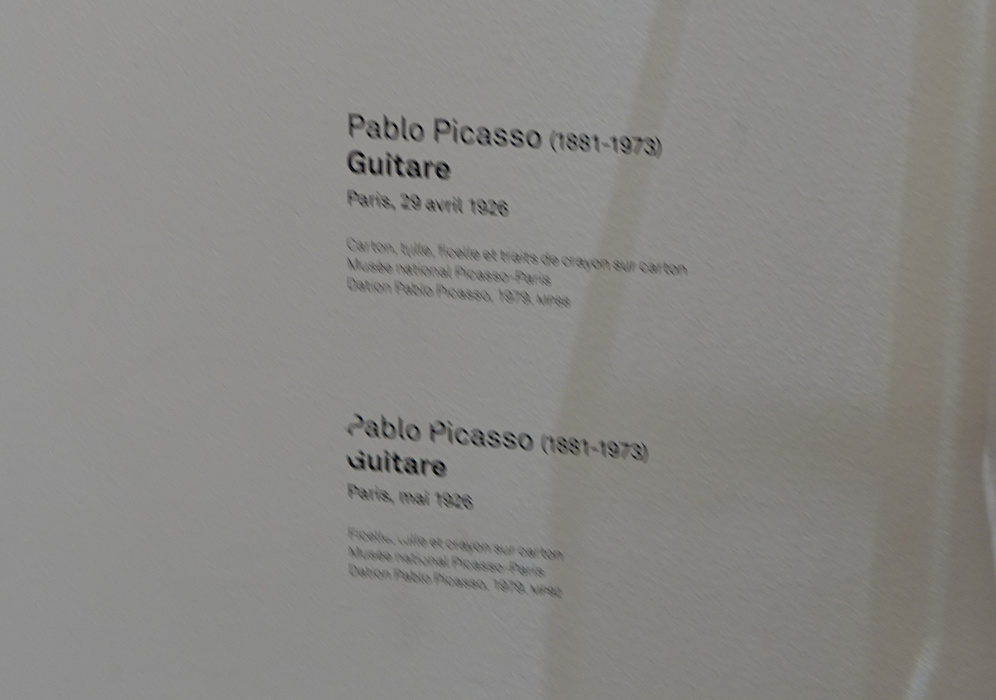 Pablo Picasso (1881-1973)
Guitare
Paris, 29 avril 1926
Carton, tulle, ficelle et traits de crayon sur carton
Musée national Picasso-Paris
Dation Pablo Picasso, 1979,
Pablo Picasso (1881-1973)
Guitare
Paris, mai 1926
Ficelle, tulle et crayon sur carton
Musée national Picasso-Paris
Dation Pablo Picasso, 1979,